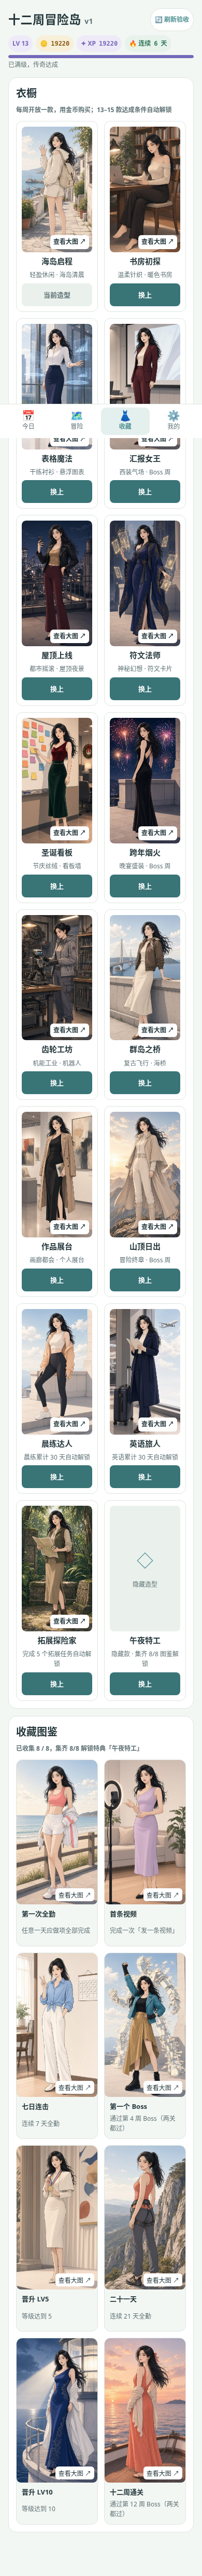 十二周冒险岛 v1
🔄 刷新验收
LV 13
🪙 19220
✦ XP 19220
🔥 连续 6 天
已满级，传奇达成
衣橱
每周开放一款，用金币购买；13–15 款达成条件自动解锁
查看大图 ↗
查看大图 ↗
海岛启程
轻盈休闲 · 海岛清晨
当前造型
书房初探
温柔针织 · 暖色书房
换上
📅
今日
🗺️
冒险
👗
收藏
⚙️
我的
查看大图 ↗
查看大图 ↗
表格魔法
干练衬衫 · 悬浮图表
换上
汇报女王
西装气场 · Boss 周
换上
查看大图 ↗
查看大图 ↗
屋顶上线
都市摇滚 · 屋顶夜景
换上
符文法师
神秘幻想 · 符文卡片
换上
查看大图 ↗
查看大图 ↗
圣诞看板
节庆丝绒 · 看板墙
换上
跨年烟火
晚宴盛装 · Boss 周
换上
查看大图 ↗
查看大图 ↗
齿轮工坊
机能工业 · 机器人
换上
群岛之桥
复古飞行 · 海桥
换上
查看大图 ↗
查看大图 ↗
作品展台
画廊都会 · 个人展台
换上
山顶日出
冒险终章 · Boss 周
换上
查看大图 ↗
查看大图 ↗
晨练达人
晨练累计 30 天自动解锁
换上
英语旅人
英语累计 30 天自动解锁
换上
查看大图 ↗
隐藏造型
拓展探险家
完成 5 个拓展任务自动解
锁
换上
午夜特工
隐藏款 · 集齐 8/8 图鉴解
锁
换上
收藏图鉴
已收集 8 / 8，集齐 8/8 解锁特典「午夜特工」
查看大图 ↗
查看大图 ↗
第一次全勤
任意一天应做项全部完成
首条视频
完成一次「发一条视频」
查看大图 ↗
查看大图 ↗
七日连击
连续 7 天全勤
第一个 Boss
通过第 4 周 Boss（两关
都过）
查看大图 ↗
查看大图 ↗
晋升 LV5
等级达到 5
二十一天
连续 21 天全勤
查看大图 ↗
查看大图 ↗
晋升 LV10
等级达到 10
十二周通关
通过第 12 周 Boss（两关
都过）